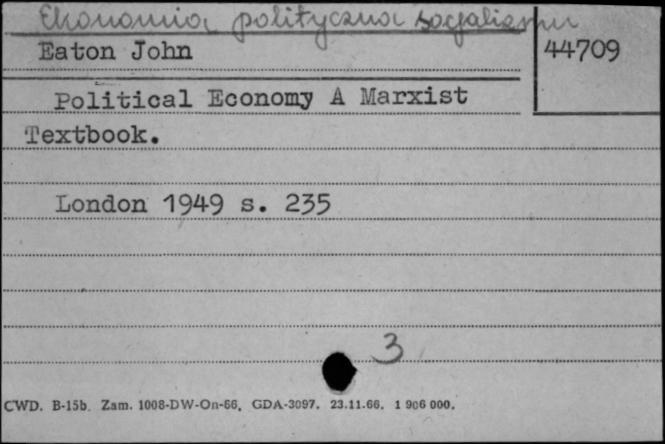 Ekonomia polityczna socjalizmu
Eaton John
44709
Political Economy A Marxist
Textbook.
London 1949 s. 235
3
CWD. B-15b. Zam. 1008-DW-On-66. GDA-3097. 23.11.66. 1 906 000.